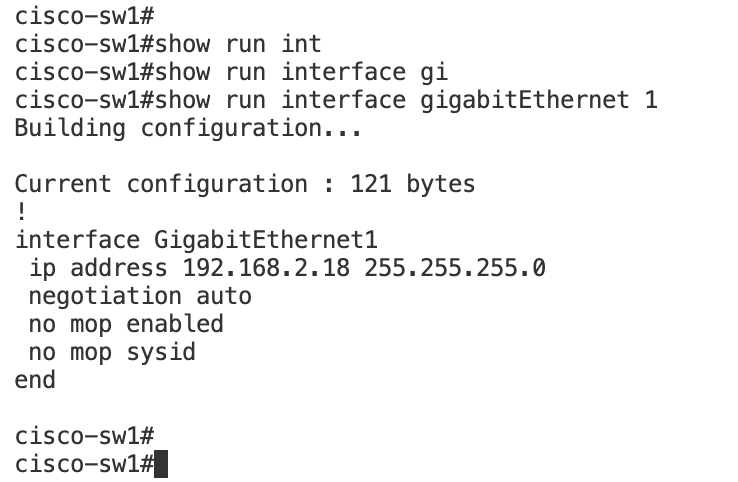 cisco-sw1#
cisco-sw1#show run int
cisco-sw1#show run interface gi
cisco-sw1#show run interface gigabitEthernet 1
Building configuration...

Current configuration : 121 bytes
!
interface GigabitEthernet1
 ip address 192.168.2.18 255.255.255.0
 negotiation auto
 no mop enabled
 no mop sysid
end

cisco-sw1#
cisco-sw1#